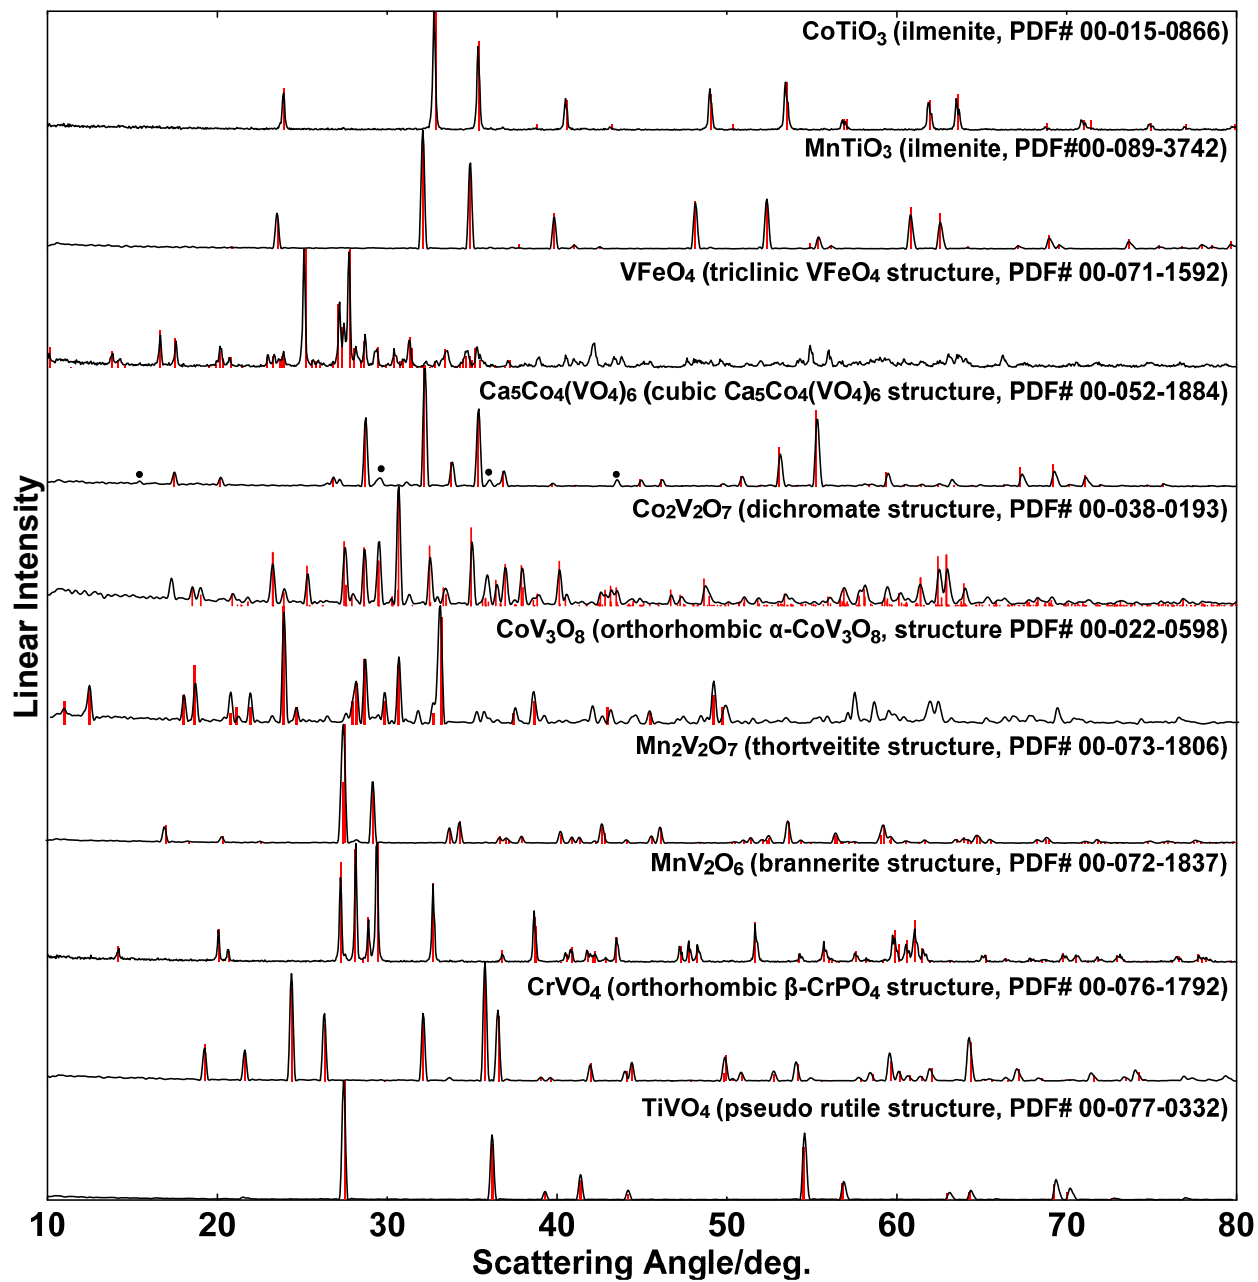 CoTiO₃ (ilmenite, PDF# 00-015-0866)
MnTiO₃ (ilmenite, PDF#00-089-3742)
VFeO₄ (triclinic VFeO₄ structure, PDF# 00-071-1592)
Ca₅Co₄(VO₄)₆ (cubic Ca₅Co₄(VO₄)₆ structure, PDF# 00-052-1884)
Co₂V₂O₇ (dichromate structure, PDF# 00-038-0193)
CoV₃O₈ (orthorhombic α-CoV₃O₈, structure PDF# 00-022-0598)
Mn₂V₂O₇ (thortveitite structure, PDF# 00-073-1806)
MnV₂O₆ (brannerite structure, PDF# 00-072-1837)
CrVO₄ (orthorhombic β-CrPO₄ structure, PDF# 00-076-1792)
TiVO₄ (pseudo rutile structure, PDF# 00-077-0332)
Linear Intensity
10 20 30 40 50 60 70 80
Scattering Angle/deg.